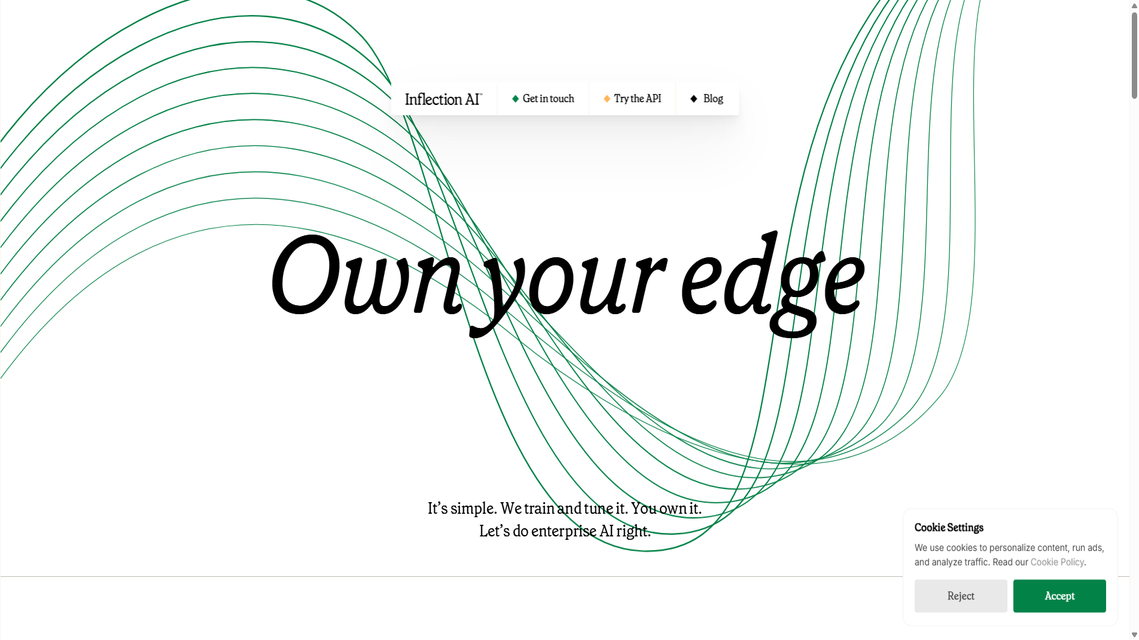 Inflection AI™
Get in touch
Try the API
Blog
Own your edge
It’s simple. We train and tune it. You own it.
Let’s do enterprise AI right.
Cookie Settings
We use cookies to personalize content, run ads,
and analyze traffic. Read our Cookie Policy.
Reject
Accept